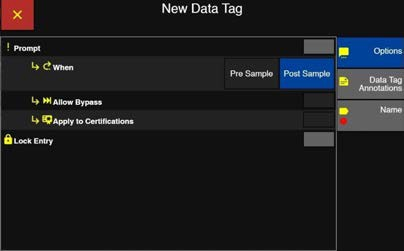 New Data Tag
Prompt
When
Pre Sample
Post Sample
Allow Bypass
Apply to Certifications
Lock Entry
Options
Data Tag
Annotations
Name